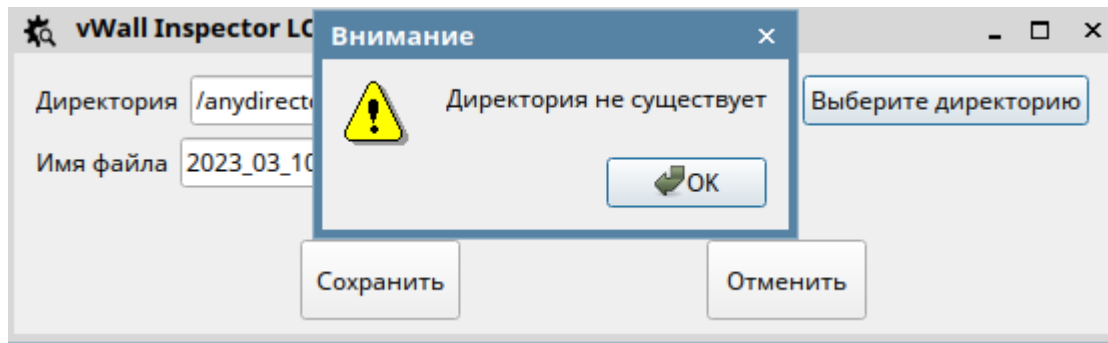 vWall Inspector LC
Внимание
Директория /anydirect
Директория не существует
Выберите директорию
Имя файла 2023_03_10
OK
Сохранить
Отменить